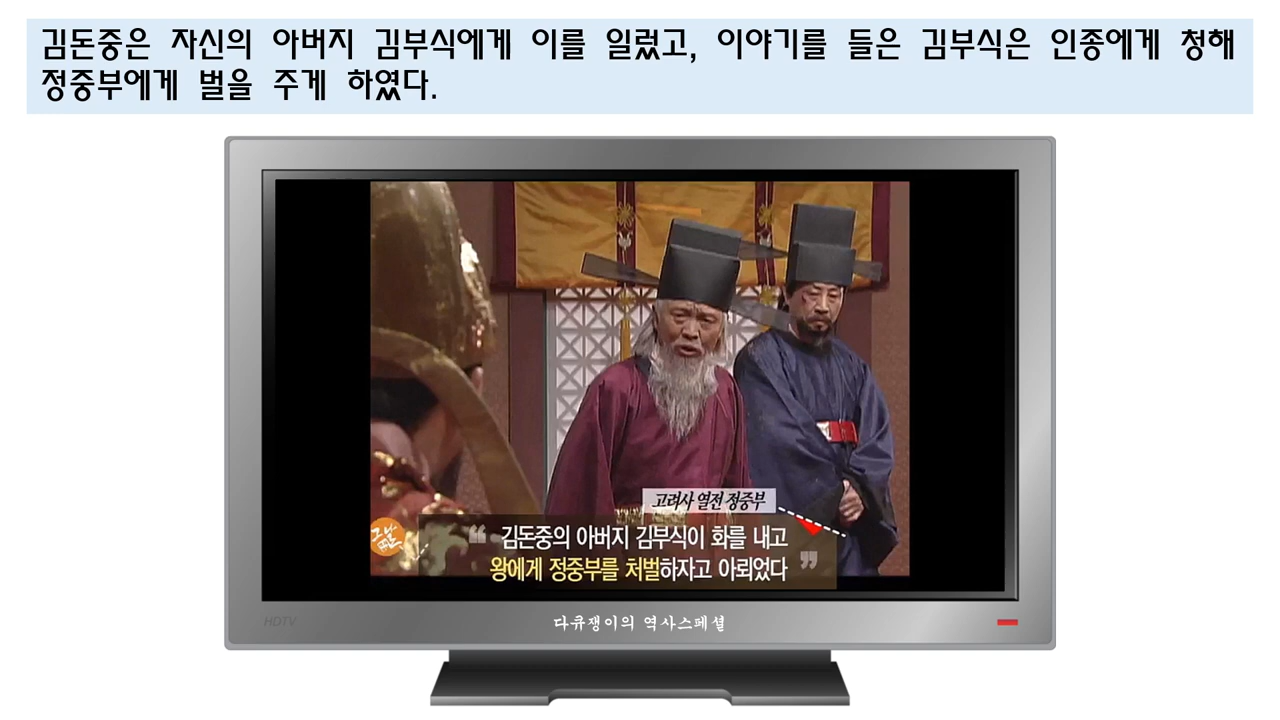 김돈중은 자신의 아버지 김부식에게 이를 일렀고, 이야기를 들은 김부식은 인종에게 청해
정중부에게 벌을 주게 하였다.
고려사 열전 정중부
그날
“ 김돈중의 아버지 김부식이 화를 내고
왕에게 정중부를 처벌하자고 아뢰었다 ”
HDTV
다큐쟁이의 역사스페셜